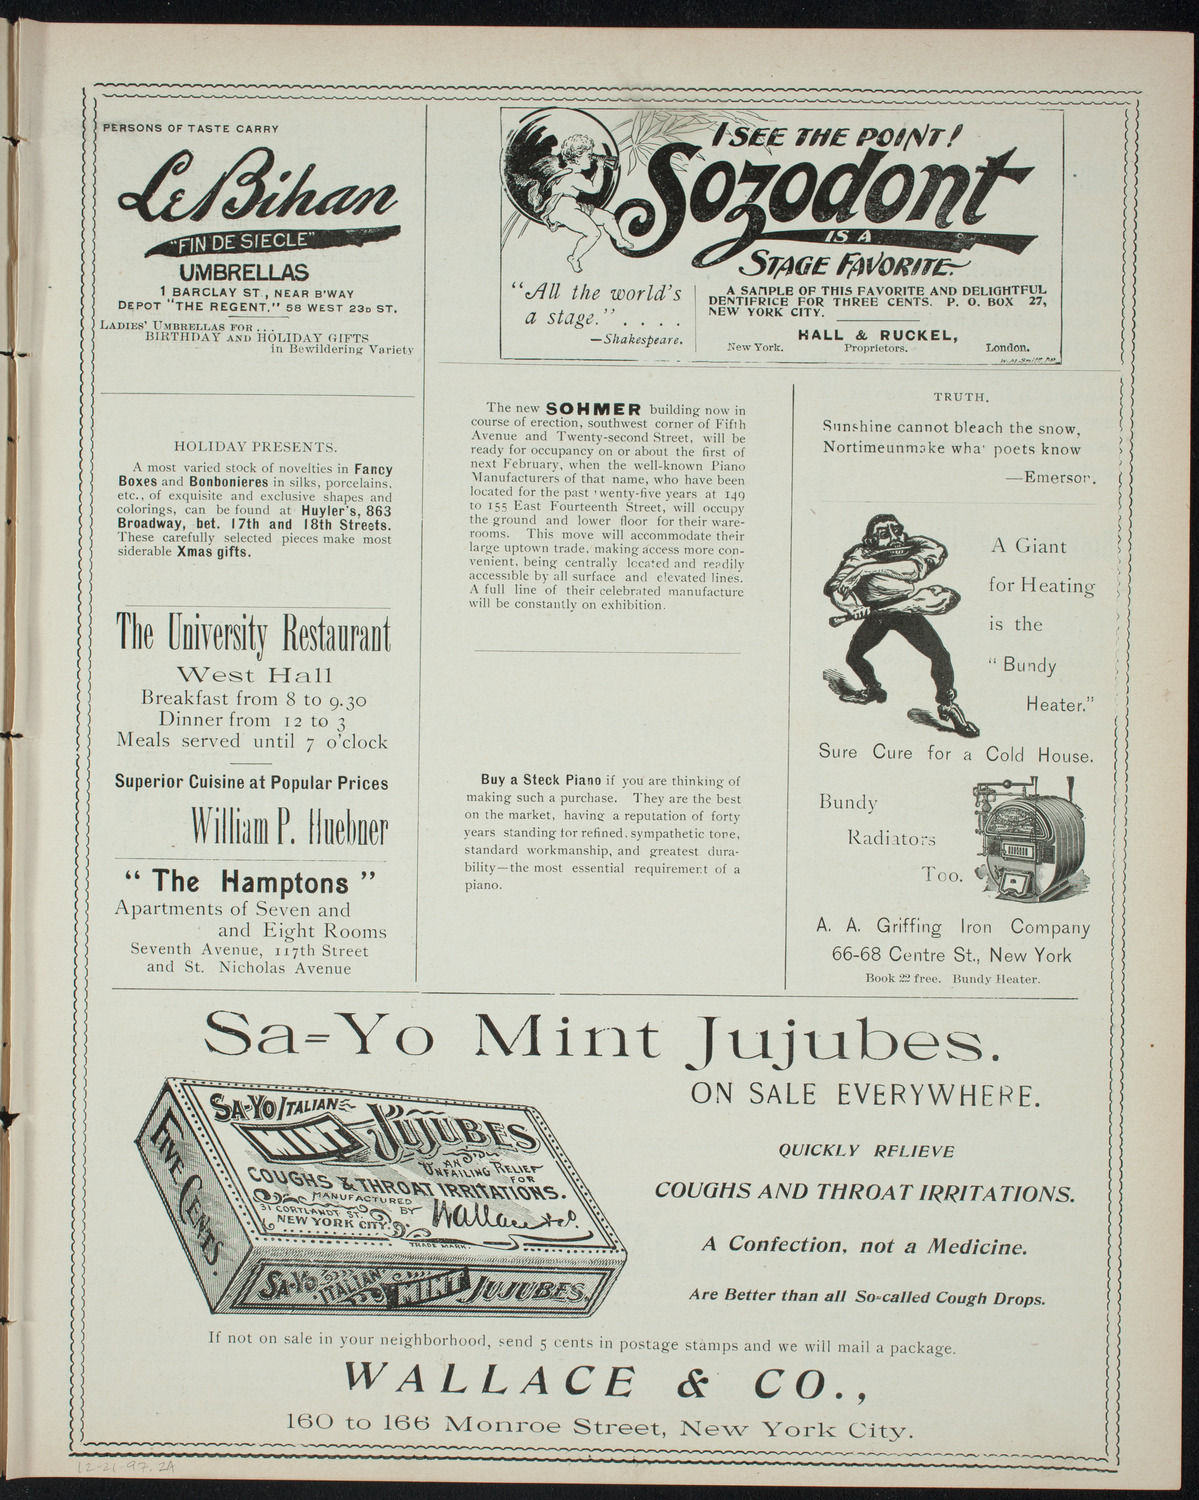 PERSONS OF TASTE CARRY
Le Bihan
"FIN DE SIECLE"
UMBRELLAS
1 BARCLAY ST., NEAR B'WAY
DEPOT "THE REGENT." 58 WEST 23D ST.
LADIES' UMBRELLAS FOR . . .
BIRTHDAY AND HOLIDAY GIFTS
in Bewildering Variety
HOLIDAY PRESENTS.
A most varied stock of novelties in Fancy
Boxes and Bonbonieres in silks, porcelains,
etc., of exquisite and exclusive shapes and
colorings, can be found at Huyler's, 863
Broadway, bet. 17th and 18th Streets.
These carefully selected pieces make most
siderable Xmas gifts.
The University Restaurant
West Hall
Breakfast from 8 to 9.30
Dinner from 12 to 3
Meals served until 7 o'clock
Superior Cuisine at Popular Prices
William P. Huebner
"The Hamptons"
Apartments of Seven and
and Eight Rooms
Seventh Avenue, 117th Street
and St. Nicholas Avenue
I SEE THE POINT!
Sozodont
IS A
STAGE FAVORITE.
"All the world's
a stage." . . . .
—Shakespeare.
A SAMPLE OF THIS FAVORITE AND DELIGHTFUL
DENTIFRICE FOR THREE CENTS. P. O. BOX 27,
NEW YORK CITY.
HALL & RUCKEL,
New York. Proprietors. London.
The new SOHMER building now in
course of erection, southwest corner of Fifth
Avenue and Twenty-second Street, will be
ready for occupancy on or about the first of
next February, when the well-known Piano
Manufacturers of that name, who have been
located for the past twenty-five years at 149
to 155 East Fourteenth Street, will occupy
the ground and lower floor for their ware-
rooms. This move will accommodate their
large uptown trade, making access more con-
venient, being centrally located and readily
accessible by all surface and elevated lines.
A full line of their celebrated manufacture
will be constantly on exhibition.
Buy a Steck Piano if you are thinking of
making such a purchase. They are the best
on the market, having a reputation of forty
years standing for refined, sympathetic tone,
standard workmanship, and greatest dura-
bility—the most essential requirement of a
piano.
TRUTH.
Sunshine cannot bleach the snow,
Nortimeunmake what poets know
—Emerson.
A Giant
for Heating
is the
"Bundy
Heater."
Sure Cure for a Cold House.
Bundy
Radiators
Too.
A. A. Griffing Iron Company
66-68 Centre St., New York
Book 22 free. Bundy Heater.
Sa-Yo Mint Jujubes.
ON SALE EVERYWHERE.
FIVE CENTS.
SA-YO ITALIAN
MINT JUJUBES
AN UNFAILING RELIEF
FOR
COUGHS & THROAT IRRITATIONS.
MANUFACTURED
31 CORTLANDT ST. BY
NEW YORK CITY. Wallace & Co.
TRADE MARK.
SA-YO ITALIAN MINT JUJUBES.
QUICKLY RELIEVE
COUGHS AND THROAT IRRITATIONS.
A Confection, not a Medicine.
Are Better than all So-called Cough Drops.
If not on sale in your neighborhood, send 5 cents in postage stamps and we will mail a package.
WALLACE & CO.,
160 to 166 Monroe Street, New York City.
12-21-97.2A